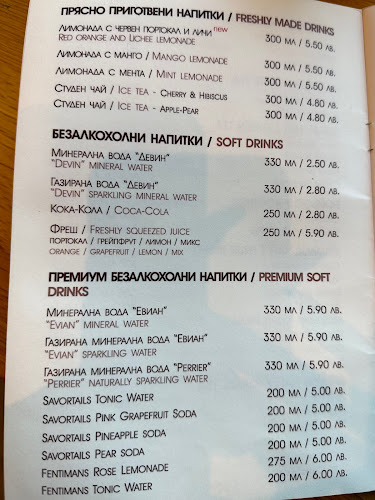 ПРЯСНО ПРИГОТВЕНИ НАПИТКИ / FRESHLY MADE DRINKS
ЛИМОНАДА С ЧЕРВЕН ПОРТОКАЛ И ЛИЧИ new
RED ORANGE AND LICHEE LEMONADE 300 МЛ / 5.50 ЛВ.
ЛИМОНАДА С МАНГО / MANGO LEMONADE 300 МЛ / 5.50 ЛВ.
ЛИМОНАДА С МЕНТА / MINT LEMONADE 300 МЛ / 5.50 ЛВ.
СТУДЕН ЧАЙ / ICE TEA - CHERRY & HIBISCUS 300 МЛ / 4.80 ЛВ.
СТУДЕН ЧАЙ / ICE TEA - APPLE-PEAR 300 МЛ / 4.80 ЛВ.
БЕЗАЛКОХОЛНИ НАПИТКИ / SOFT DRINKS
МИНЕРАЛНА ВОДА "ДЕВИН" 330 МЛ / 2.50 ЛВ.
"DEVIN" MINERAL WATER
ГАЗИРАНА ВОДА "ДЕВИН" 330 МЛ / 2.80 ЛВ.
"DEVIN" SPARKLING MINERAL WATER
КОКА-КОЛА / COCA-COLA 250 МЛ / 2.80 ЛВ.
ФРЕШ / FRESHLY SQUEEZED JUICE 250 МЛ / 5.90 ЛВ.
ПОРТОКАЛ / ГРЕЙПФРУТ / ЛИМОН / МИКС
ORANGE / GRAPEFRUIT / LEMON / MIX
ПРЕМИУМ БЕЗАЛКОХОЛНИ НАПИТКИ / PREMIUM SOFT
DRINKS
МИНЕРАЛНА ВОДА "ЕВИАН" 330 МЛ / 5.90 ЛВ.
"EVIAN" MINERAL WATER
ГАЗИРАНА МИНЕРАЛНА ВОДА "ЕВИАН" 330 МЛ / 5.90 ЛВ.
"EVIAN" SPARKLING WATER
ГАЗИРАНА МИНЕРАЛНА ВОДА "PERRIER" 330 МЛ / 5.90 ЛВ.
"PERRIER" NATURALLY SPARKLING WATER
SAVORTAILS TONIC WATER 200 МЛ / 5.00 ЛВ.
SAVORTAILS PINK GRAPEFRUIT SODA 200 МЛ / 5.00 ЛВ.
SAVORTAILS PINEAPPLE SODA 200 МЛ / 5.00 ЛВ.
SAVORTAILS PEAR SODA 200 МЛ / 5.00 ЛВ.
FENTIMANS ROSE LEMONADE 275 МЛ / 6.00 ЛВ.
FENTIMANS TONIC WATER 200 МЛ / 6.00 ЛВ.